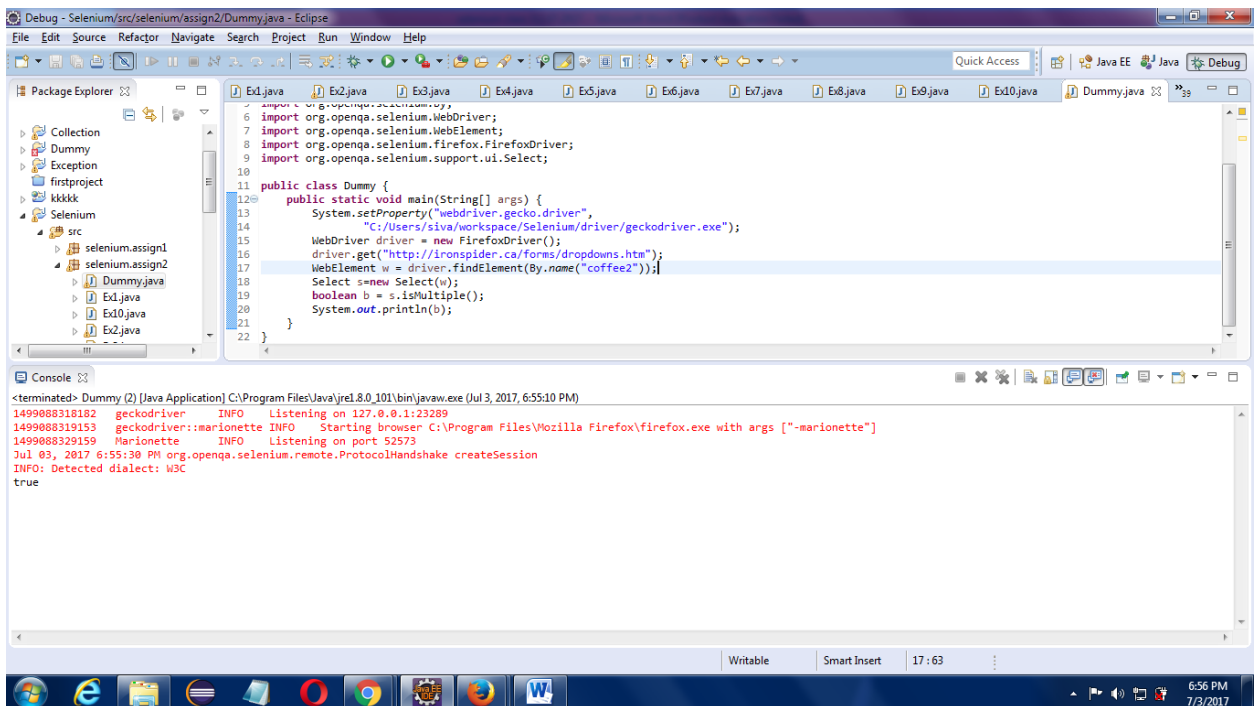 Debug - Selenium/src/selenium/assign2/Dummy.java - Eclipse
File Edit Source Refactor Navigate Search Project Run Window Help
Quick Access Java EE Java Debug
Package Explorer
Collection
Dummy
Exception
firstproject
kkkkk
Selenium
src
selenium.assign1
selenium.assign2
Dummy.java
Ex1.java
Ex10.java
Ex2.java
Ex1.java Ex2.java Ex3.java Ex4.java Ex5.java Ex6.java Ex7.java Ex8.java Ex9.java Ex10.java Dummy.java »39
5 import org.openqa.selenium.By;
6 import org.openqa.selenium.WebDriver;
7 import org.openqa.selenium.WebElement;
8 import org.openqa.selenium.firefox.FirefoxDriver;
9 import org.openqa.selenium.support.ui.Select;
10
11 public class Dummy {
12 public static void main(String[] args) {
13 System.setProperty("webdriver.gecko.driver",
14 "C:/Users/siva/workspace/Selenium/driver/geckodriver.exe");
15 WebDriver driver = new FirefoxDriver();
16 driver.get("http://ironspider.ca/forms/dropdowns.htm");
17 WebElement w = driver.findElement(By.name("coffee2"));
18 Select s=new Select(w);
19 boolean b = s.isMultiple();
20 System.out.println(b);
21 }
22 }
Console
<terminated> Dummy (2) [Java Application] C:\Program Files\Java\jre1.8.0_101\bin\javaw.exe (Jul 3, 2017, 6:55:10 PM)
1499088318182 geckodriver INFO Listening on 127.0.0.1:23289
1499088319153 geckodriver::marionette INFO Starting browser C:\Program Files\Mozilla Firefox\firefox.exe with args ["-marionette"]
1499088329159 Marionette INFO Listening on port 52573
Jul 03, 2017 6:55:30 PM org.openqa.selenium.remote.ProtocolHandshake createSession
INFO: Detected dialect: W3C
true
Writable Smart Insert 17 : 63
6:56 PM
7/3/2017